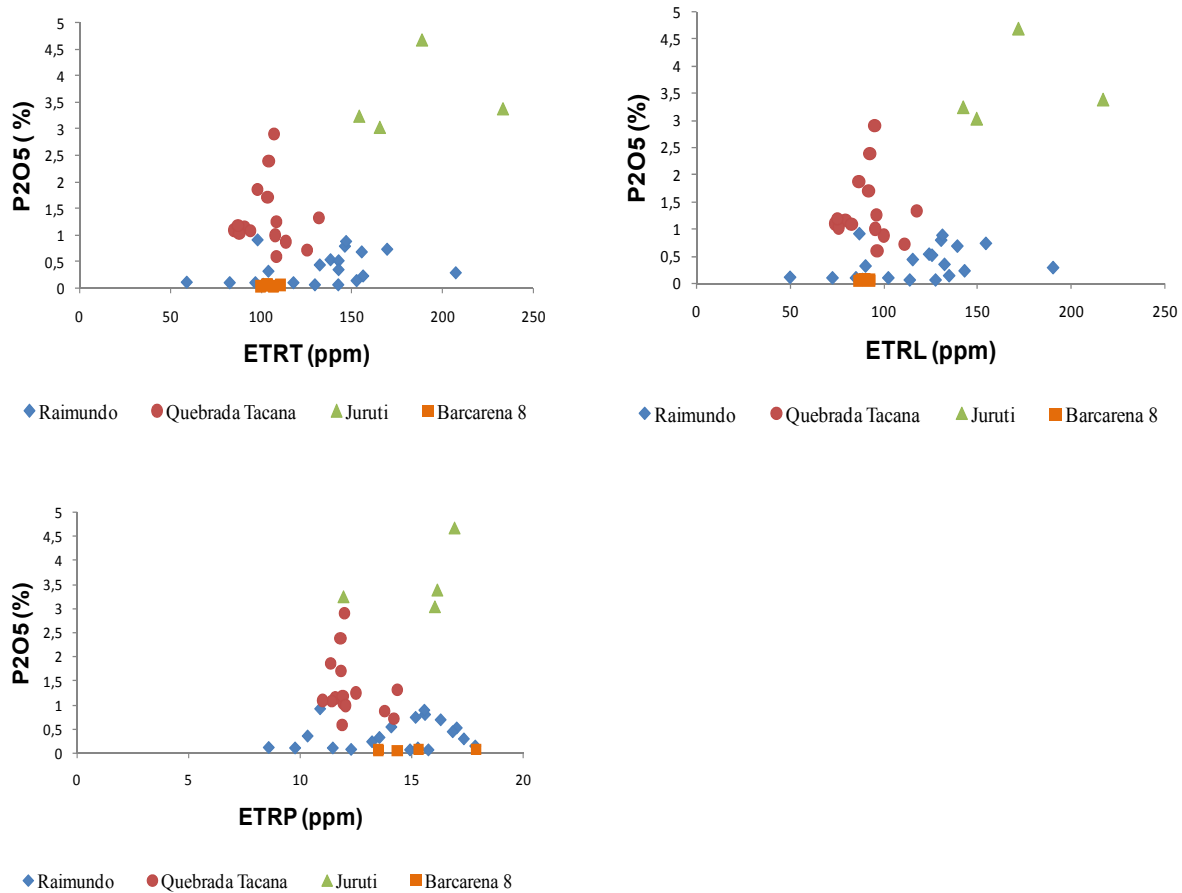 P2O5 ( %)
5
4,5
4
3,5
3
2,5
2
1,5
1
0,5
0
0 50 100 150 200 250
ETRT (ppm)
Raimundo Quebrada Tacana Juruti Barcarena 8
P2O5 (%)
5
4,5
4
3,5
3
2,5
2
1,5
1
0,5
0
0 50 100 150 200 250
ETRL (ppm)
Raimundo Quebrada Tacana Juruti Barcarena 8
P2O5 (%)
5
4,5
4
3,5
3
2,5
2
1,5
1
0,5
0
0 5 10 15 20
ETRP (ppm)
Raimundo Quebrada Tacana Juruti Barcarena 8